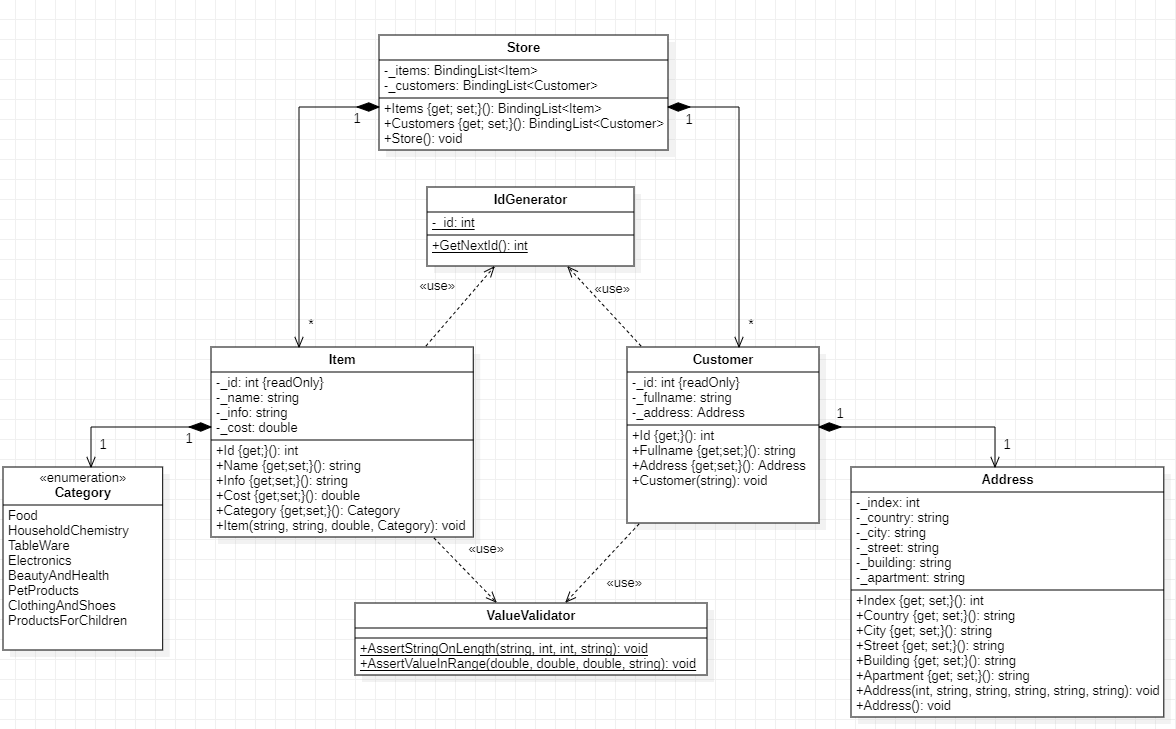 Store
-_items: BindingList<Item>
-_customers: BindingList<Customer>
+Items {get; set;}(): BindingList<Item>
+Customers {get; set;}(): BindingList<Customer>
+Store(): void
1
1
IdGenerator
-_id: int
+GetNextId(): int
«use»
«use»
*
*
Item
-_id: int {readOnly}
-_name: string
-_info: string
-_cost: double
+Id {get;}(): int
+Name {get;set;}(): string
+Info {get;set;}(): string
+Cost {get;set;}(): double
+Category {get;set;}(): Category
+Item(string, string, double, Category): void
Customer
-_id: int {readOnly}
-_fullname: string
-_address: Address
+Id {get;}(): int
+Fullname {get;set;}(): string
+Address {get;set;}(): Address
+Customer(string): void
1
1
1
1
«enumeration»
Category
Food
HouseholdChemistry
TableWare
Electronics
BeautyAndHealth
PetProducts
ClothingAndShoes
ProductsForChildren
Address
-_index: int
-_country: string
-_city: string
-_street: string
-_building: string
-_apartment: string
+Index {get; set;}(): int
+Country {get; set;}(): string
+City {get; set;}(): string
+Street {get; set;}(): string
+Building {get; set;}(): string
+Apartment {get; set;}(): string
+Address(int, string, string, string, string, string): void
+Address(): void
«use»
«use»
ValueValidator
+AssertStringOnLength(string, int, int, string): void
+AssertValueInRange(double, double, double, string): void